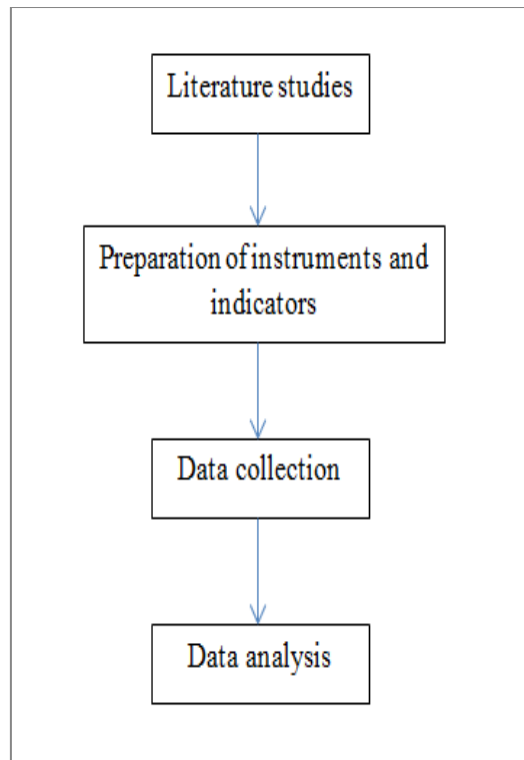 Literature studies
Preparation of instruments and
indicators
Data collection
Data analysis